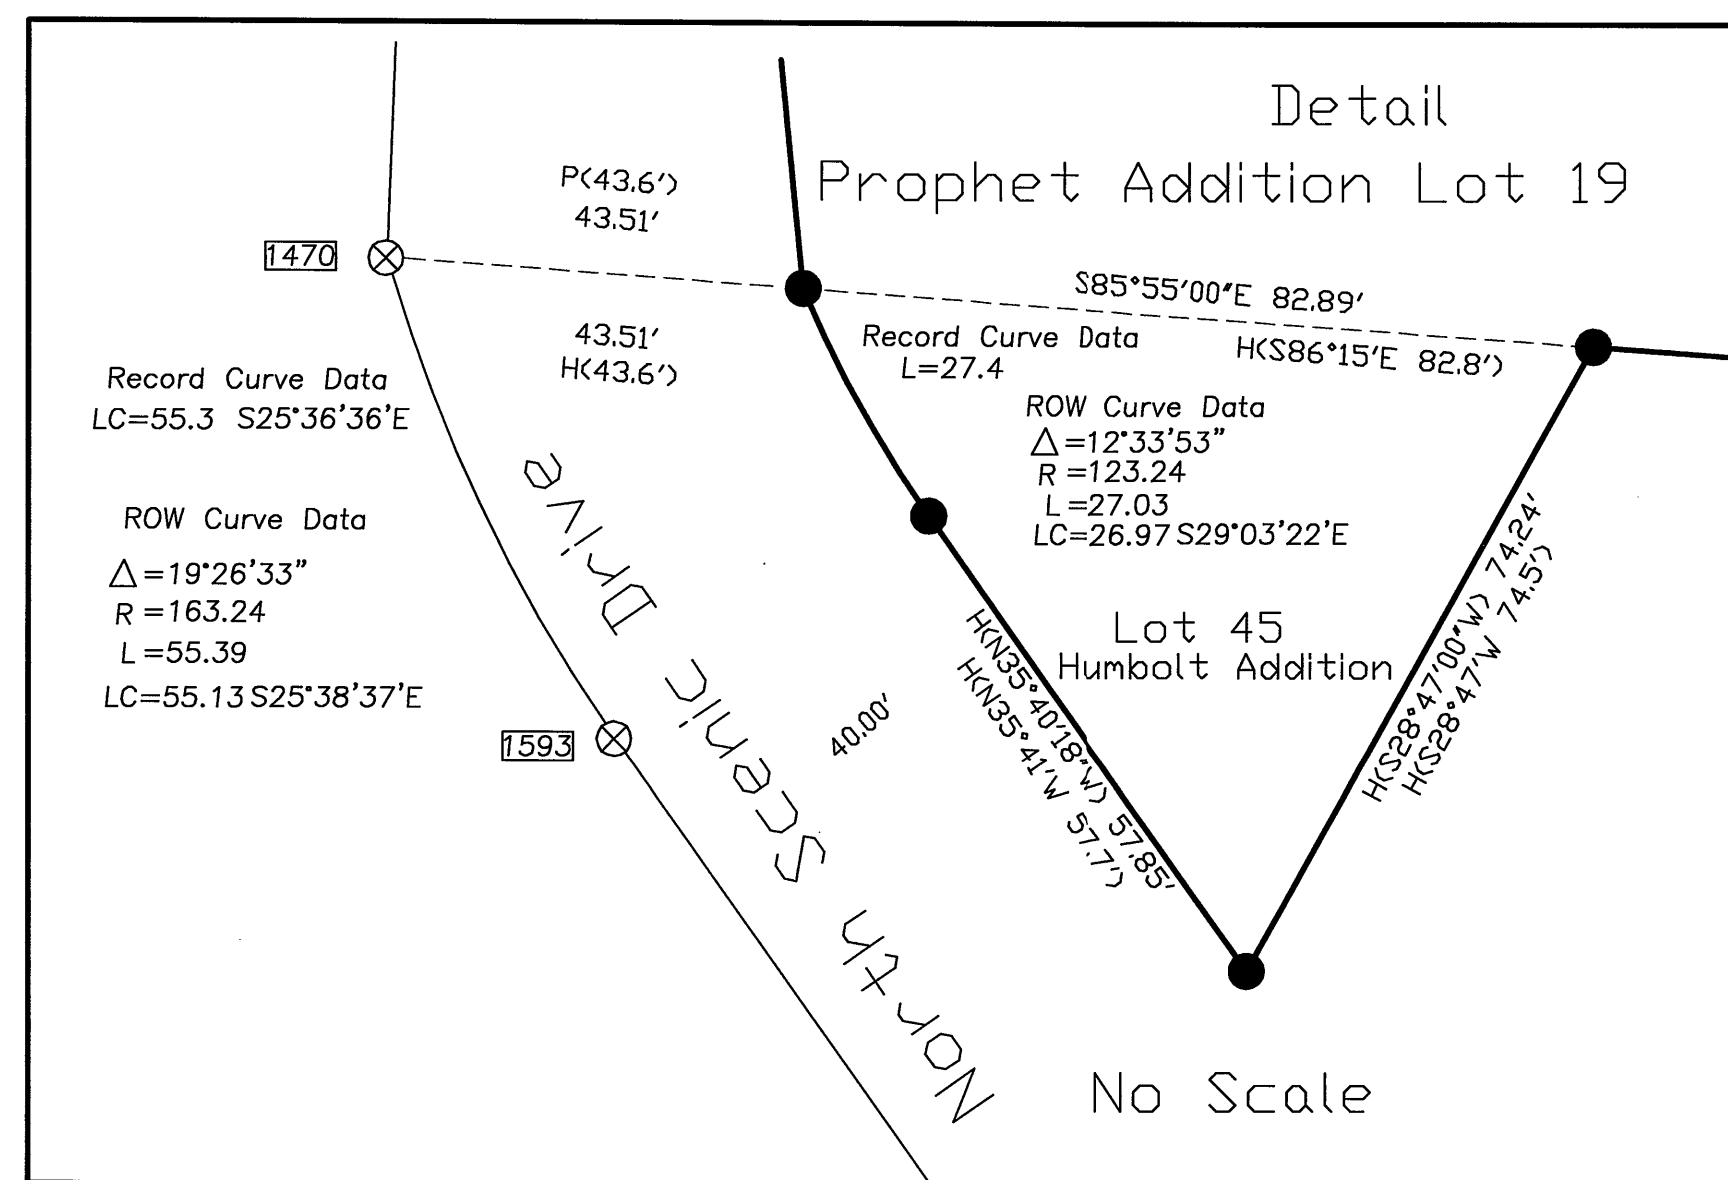 Detail
Prophet Addition Lot 19
P(43.6')
43.51'
1470
S85°55'00"E 82.89'
H(S86°15'E 82.8')
43.51'
H(43.6')
Record Curve Data
L=27.4
Record Curve Data
LC=55.3 S25°36'36'E
ROW Curve Data
△=12°33'53"
R=123.24
L=27.03
LC=26.97 S29°03'22'E
ROW Curve Data
△=19°26'33"
R=163.24
L=55.39
LC=55.13 S25°38'37'E
1593
Lot 45
Humbolt Addition
H(N35°40'18"W) 57.85'
H(N35°41'W 57.7')
H(S28°47'00"W) 74.24'
H(S28°47'W 74.5')
40.00'
North Scenic Drive
No Scale